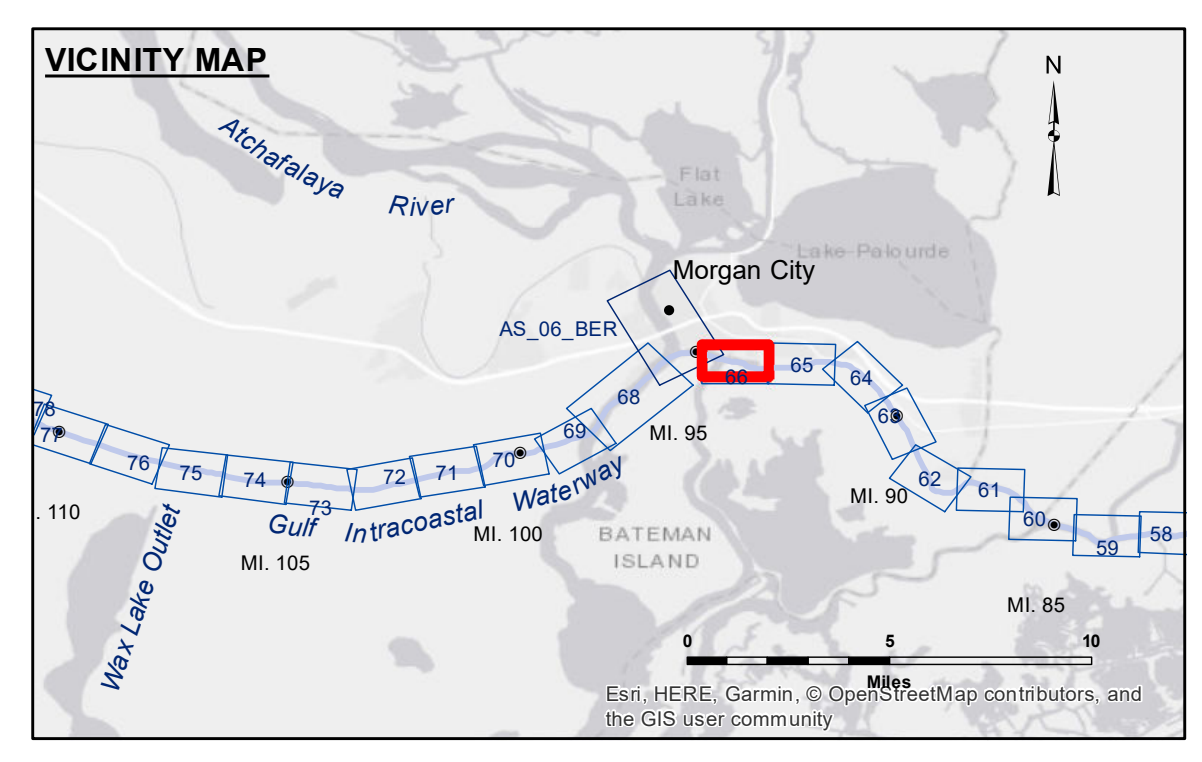 VICINITY MAP
N
Atchafalaya
River
Flat
Lake
Lake Palourde
Morgan City
AS_06_BER
66
65
64
63
62
61
60
59
58
68
69
70
71
72
73
74
75
76
77
78
MI. 95
MI. 90
MI. 85
MI. 100
MI. 105
. 110
Wax Lake Outlet
Gulf
Intracoastal
Waterway
BATEMAN
ISLAND
0 5 10
Miles
Esri, HERE, Garmin, © OpenStreetMap contributors, and
the GIS user community